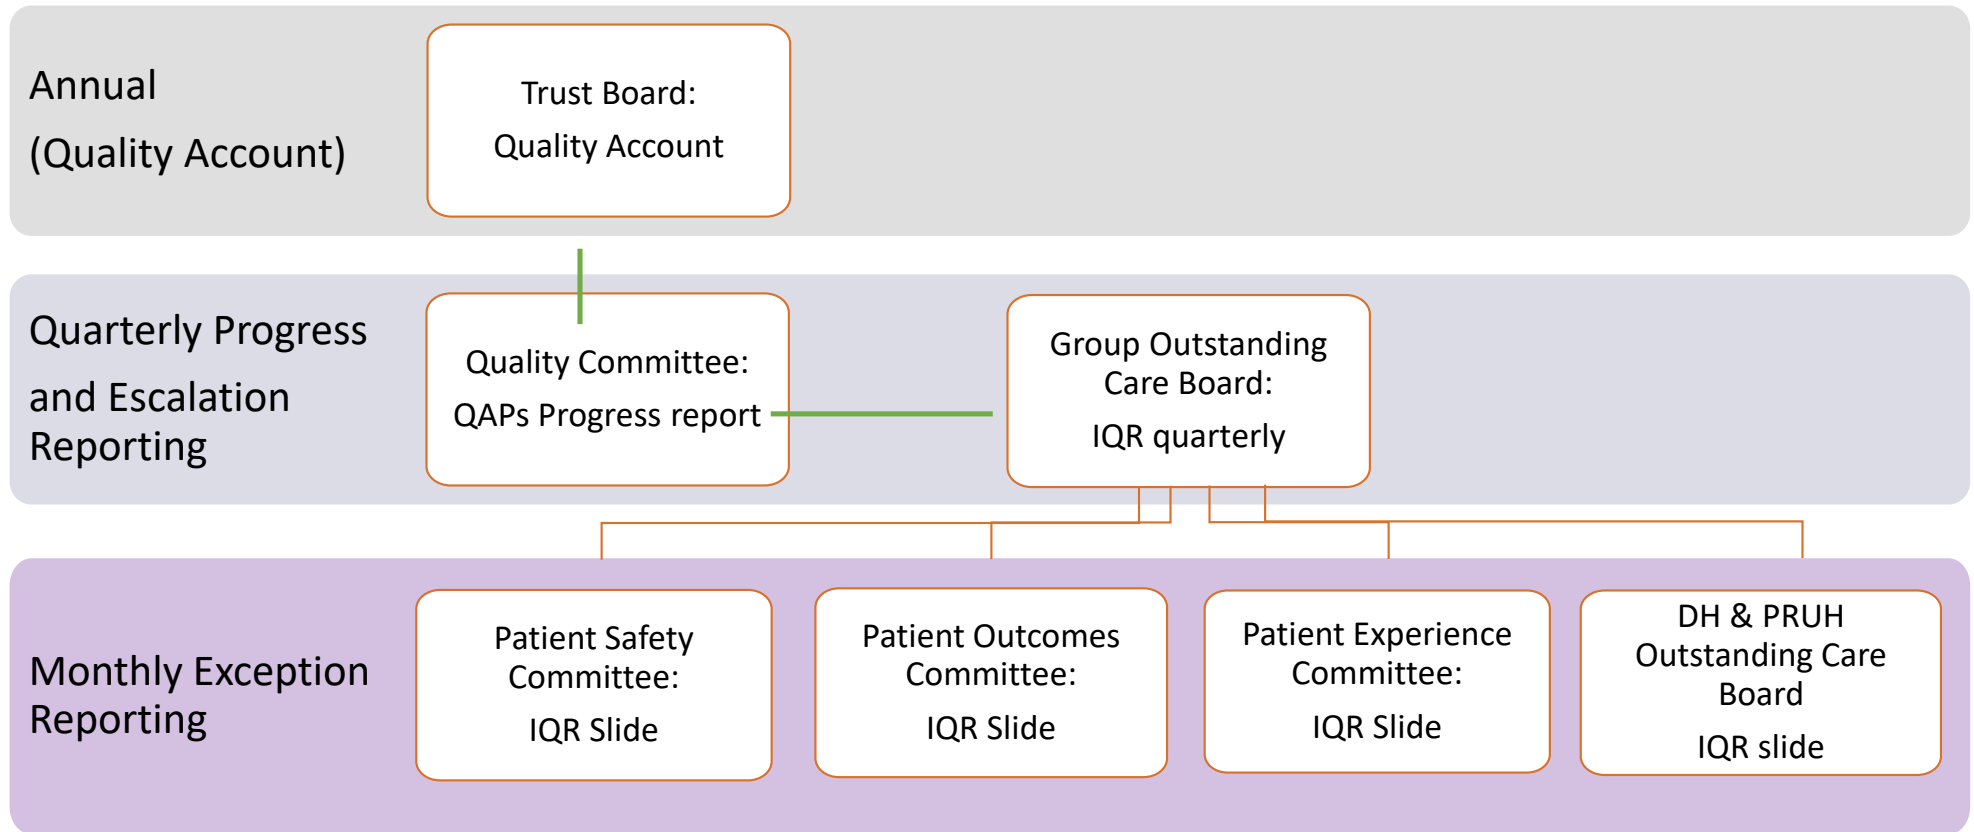 Annual
(Quality Account)
Trust Board:
Quality Account
Quarterly Progress
and Escalation
Reporting
Quality Committee:
QAPs Progress report
Group Outstanding
Care Board:
IQR quarterly
Monthly Exception
Reporting
Patient Safety
Committee:
IQR Slide
Patient Outcomes
Committee:
IQR Slide
Patient Experience
Committee:
IQR Slide
DH & PRUH
Outstanding Care
Board
IQR slide